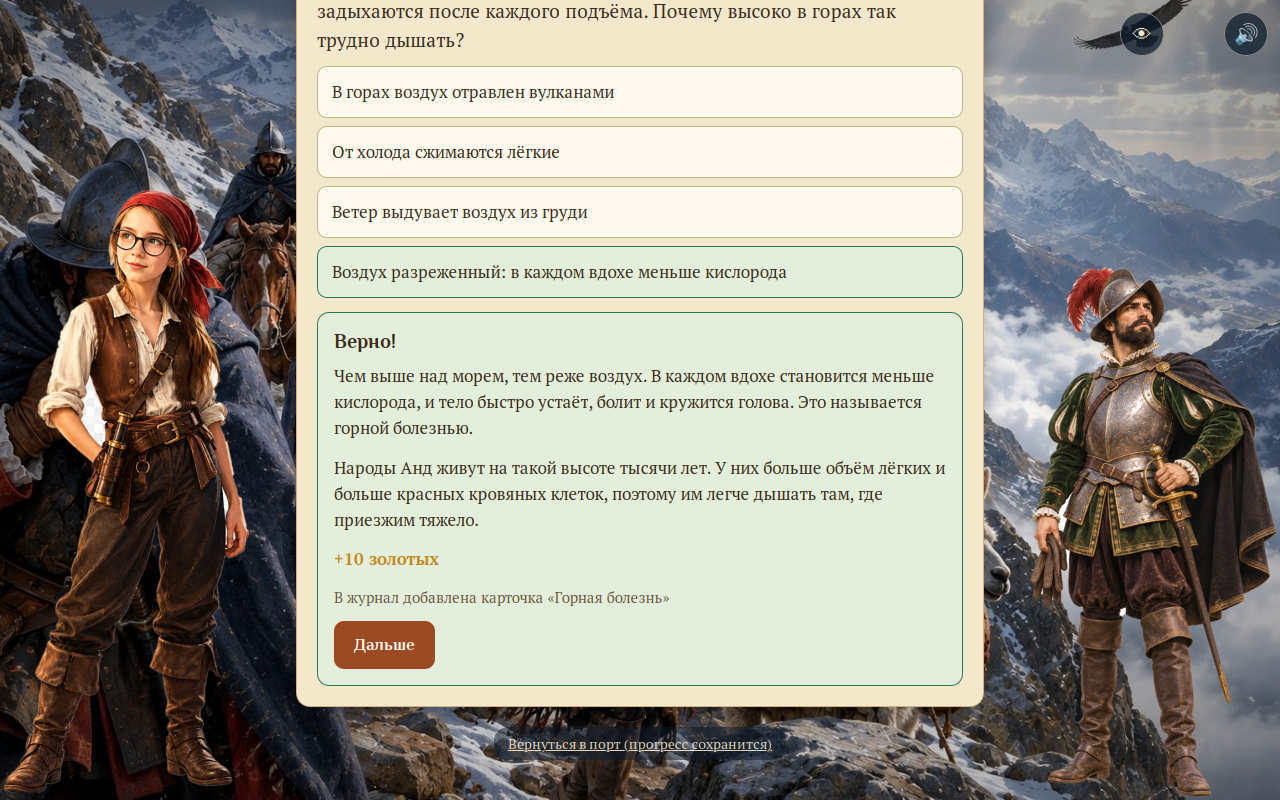 задыхаются после каждого подъёма. Почему высоко в горах так
трудно дышать?
В горах воздух отравлен вулканами
От холода сжимаются лёгкие
Ветер выдувает воздух из груди
Воздух разреженный: в каждом вдохе меньше кислорода
Верно!
Чем выше над морем, тем реже воздух. В каждом вдохе становится меньше
кислорода, и тело быстро устаёт, болит и кружится голова. Это называется
горной болезнью.
Народы Анд живут на такой высоте тысячи лет. У них больше объём лёгких и
больше красных кровяных клеток, поэтому им легче дышать там, где
приезжим тяжело.
+10 золотых
В журнал добавлена карточка «Горная болезнь»
Дальше
Вернуться в порт (прогресс сохранится)